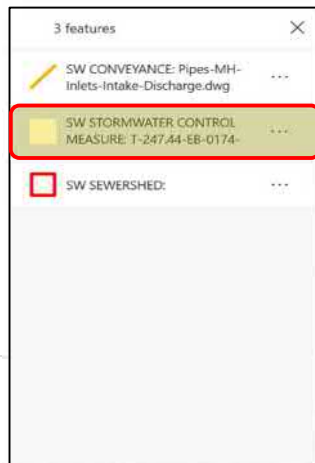 3 features
SW CONVEYANCE: Pipes-MH-
Inlets-Intake-Discharge.dwg
SW STORMWATER CONTROL
MEASURE: T-247.44-EB-0174-
SW SEWERSHED: